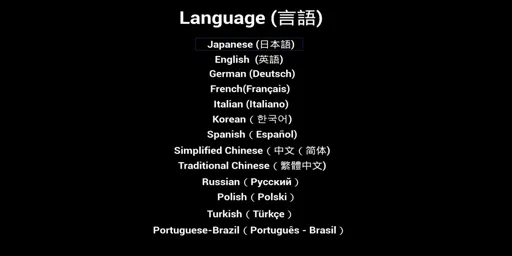 Language (言語)
Japanese (日本語)
English  (英語)
German (Deutsch)
French(Français)
Italian (Italiano)
Korean ( 한국어)
Spanish ( Español)
Simplified Chinese ( 中文 ( 简体)
Traditional Chinese ( 繁體中文)
Russian ( Русский )
Polish ( Polski )
Turkish ( Türkçe )
Portuguese-Brazil ( Português - Brasil )